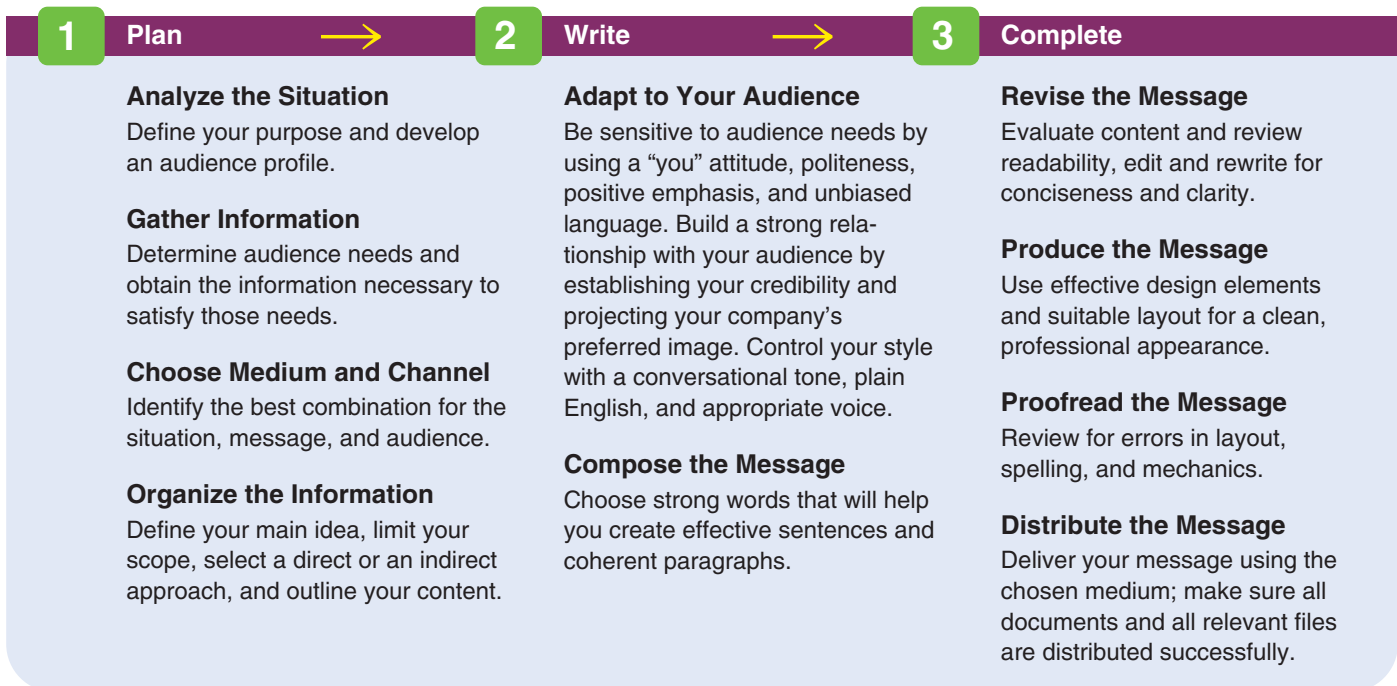 1 Plan → 2 Write → 3 Complete
Analyze the Situation
Define your purpose and develop
an audience profile.
Gather Information
Determine audience needs and
obtain the information necessary to
satisfy those needs.
Choose Medium and Channel
Identify the best combination for the
situation, message, and audience.
Organize the Information
Define your main idea, limit your
scope, select a direct or an indirect
approach, and outline your content.
Adapt to Your Audience
Be sensitive to audience needs by
using a “you” attitude, politeness,
positive emphasis, and unbiased
language. Build a strong rela-
tionship with your audience by
establishing your credibility and
projecting your company’s
preferred image. Control your style
with a conversational tone, plain
English, and appropriate voice.
Compose the Message
Choose strong words that will help
you create effective sentences and
coherent paragraphs.
Revise the Message
Evaluate content and review
readability, edit and rewrite for
conciseness and clarity.
Produce the Message
Use effective design elements
and suitable layout for a clean,
professional appearance.
Proofread the Message
Review for errors in layout,
spelling, and mechanics.
Distribute the Message
Deliver your message using the
chosen medium; make sure all
documents and all relevant files
are distributed successfully.